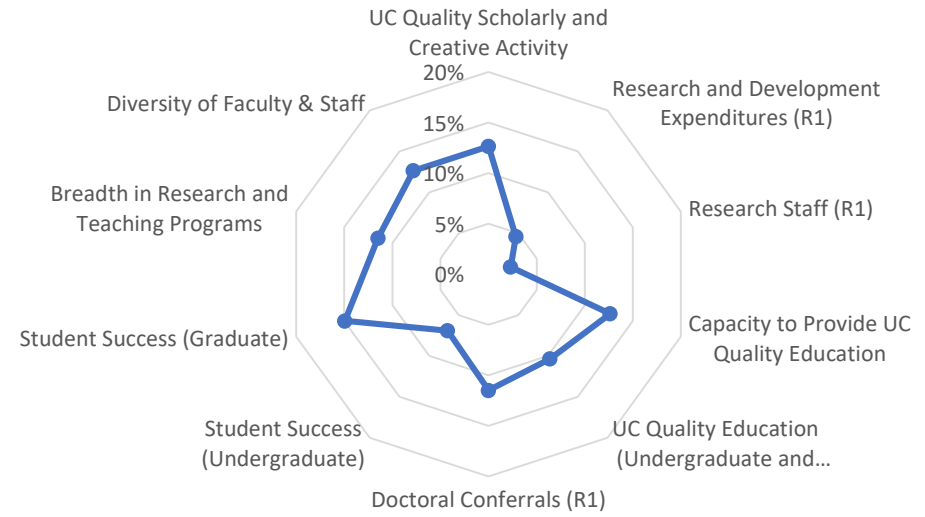 UC Quality Scholarly and
Creative Activity
20%
15%
10%
5%
0%
Research and Development
Expenditures (R1)
Research Staff (R1)
Capacity to Provide UC
Quality Education
UC Quality Education
(Undergraduate and...
Doctoral Conferrals (R1)
Student Success
(Undergraduate)
Student Success (Graduate)
Breadth in Research and
Teaching Programs
Diversity of Faculty & Staff